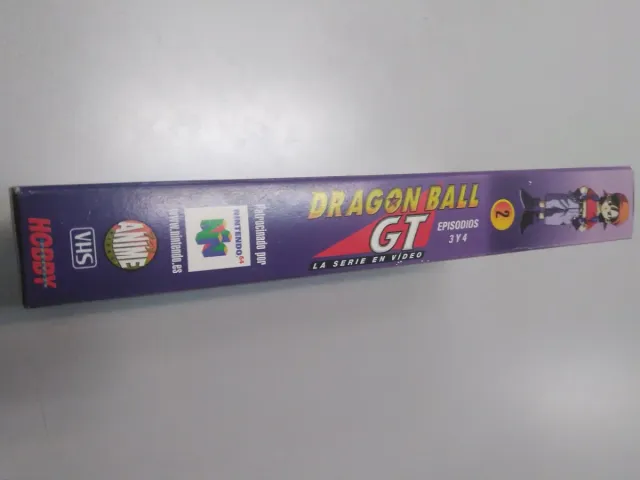 2
DRAGON BALL
GT
LA SERIE EN VÍDEO
EPISODIOS
3 Y 4
Patrocinado por
NINTENDO 64
www.nintendo.es
ANIME
VHS
HOBBY